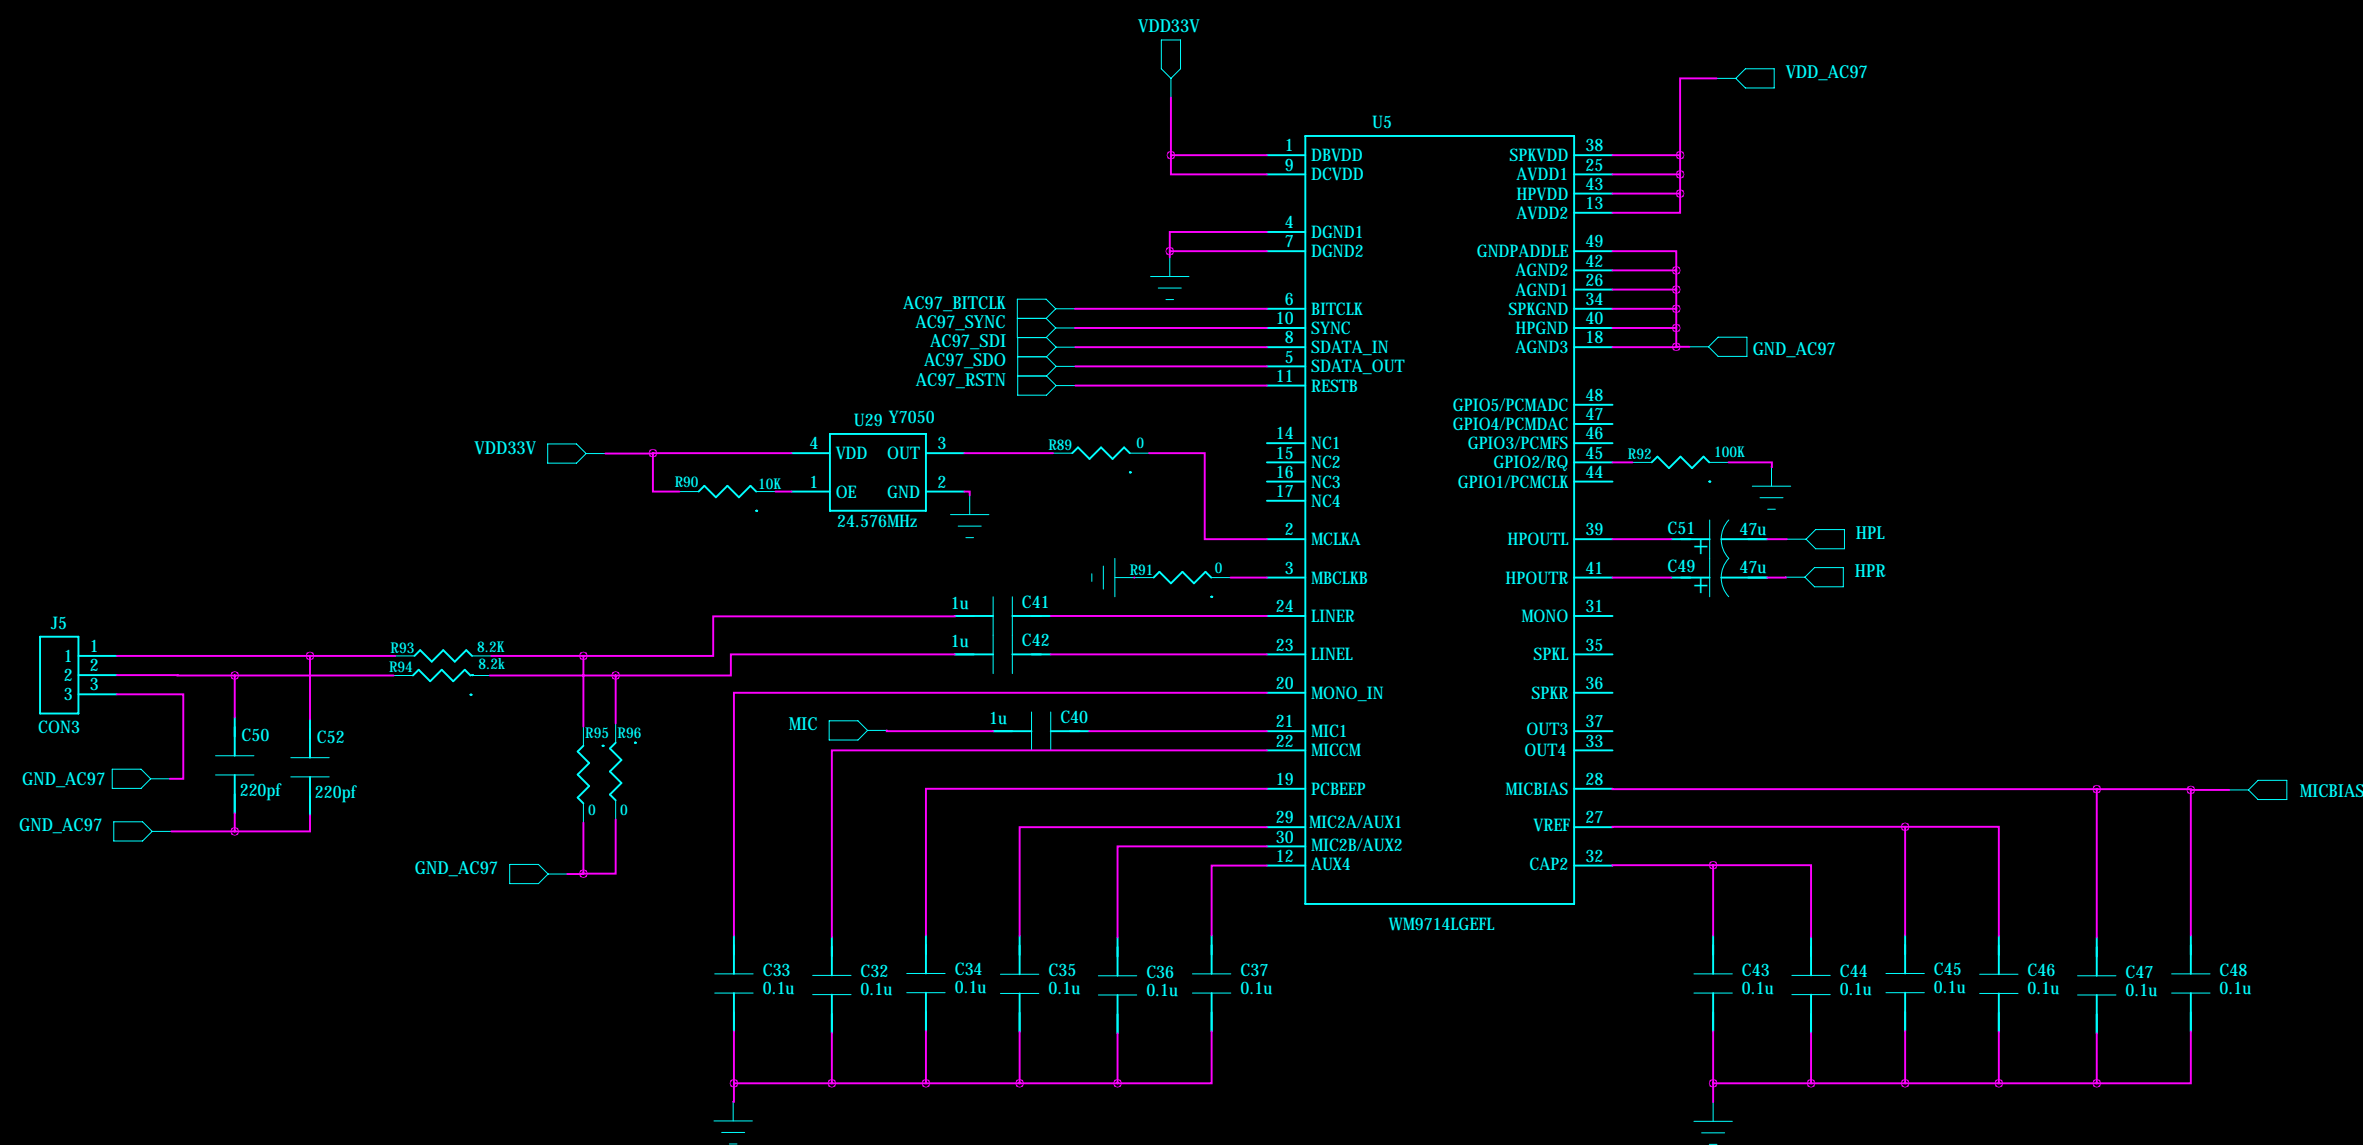 VDD33V
VDD_AC97
U5
1 DBVDD
9 DCVDD
4 DGND1
7 DGND2
AC97_BITCLK 6 BITCLK
AC97_SYNC 10 SYNC
AC97_SDI 8 SDATA_IN
AC97_SDO 5 SDATA_OUT
AC97_RSTN 11 RESTB
14 NC1
15 NC2
16 NC3
17 NC4
2 MCLKA
3 MBCLKB
24 LINER
23 LINEL
20 MONO_IN
21 MIC1
22 MICCM
19 PCBEEP
29 MIC2A/AUX1
30 MIC2B/AUX2
12 AUX4
SPKVDD 38
AVDD1 25
HPVDD 43
AVDD2 13
GNDPADDLE 49
AGND2 42
AGND1 26
SPKGND 34
HPGND 40
AGND3 18
GND_AC97
GPIO5/PCMADC 48
GPIO4/PCMDAC 47
GPIO3/PCMFS 46
GPIO2/RQ 45
GPIO1/PCMCLK 44
R92 100K
HPOUTL 39
C51 47u HPL
HPOUTR 41
C49 47u HPR
MONO 31
SPKL 35
SPKR 36
OUT3 37
OUT4 33
MICBIAS 28
MICBIAS
VREF 27
CAP2 32
WM9714LGEFL
U29 Y7050
VDD33V
4 VDD OUT 3
1 OE GND 2
24.576MHz
R90 10K
R89 0
R91 0
1u C41
1u C42
MIC 1u C40
J5
1 1
2 2
3 3
CON3
R93 8.2K
R94 8.2k
C50
220pf
C52
220pf
GND_AC97
GND_AC97
R95 R96
0 0
GND_AC97
C33
0.1u
C32
0.1u
C34
0.1u
C35
0.1u
C36
0.1u
C37
0.1u
C43
0.1u
C44
0.1u
C45
0.1u
C46
0.1u
C47
0.1u
C48
0.1u